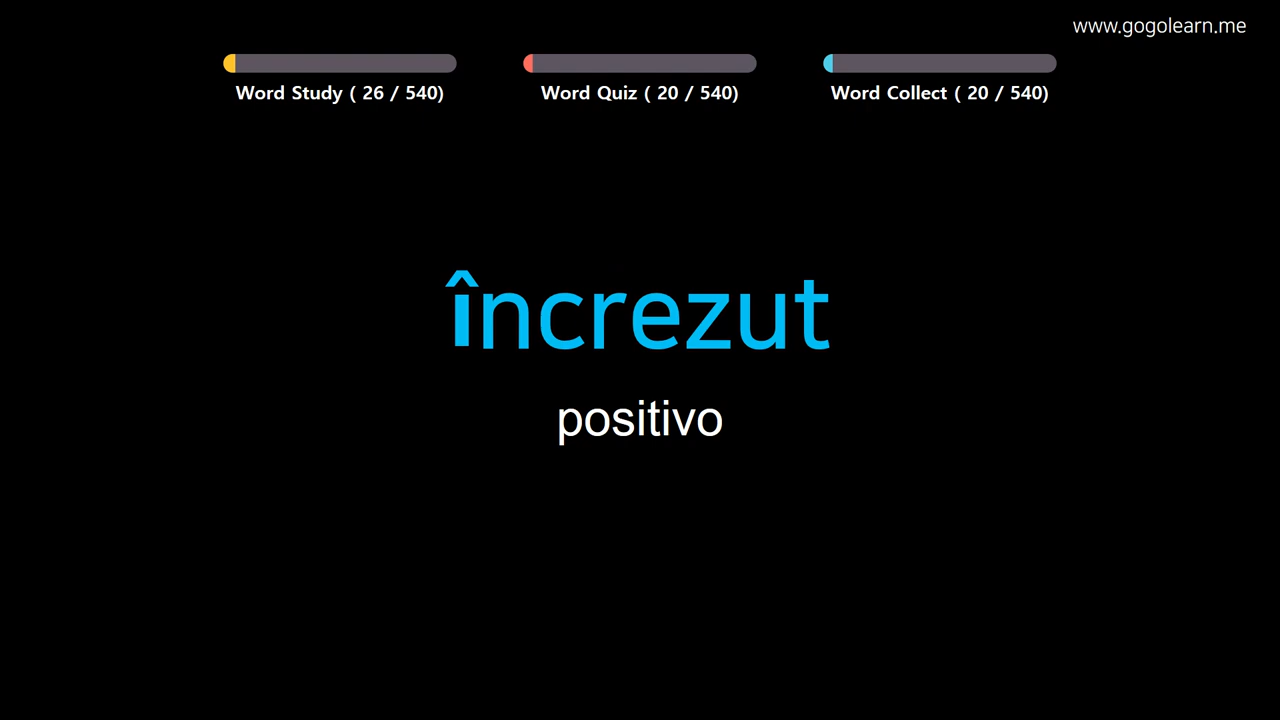 www.gogolearn.me
Word Study ( 26 / 540)
Word Quiz ( 20 / 540)
Word Collect ( 20 / 540)
încrezut
positivo